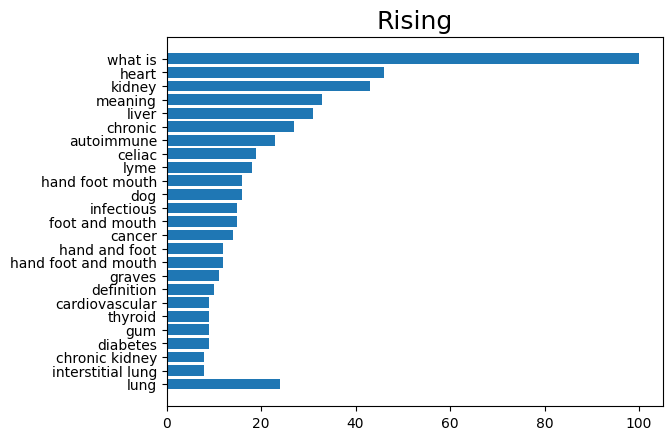 Rising
what is
heart
kidney
meaning
liver
chronic
autoimmune
celiac
lyme
hand foot mouth
dog
infectious
foot and mouth
cancer
hand and foot
hand foot and mouth
graves
definition
cardiovascular
thyroid
gum
diabetes
chronic kidney
interstitial lung
lung
0 20 40 60 80 100